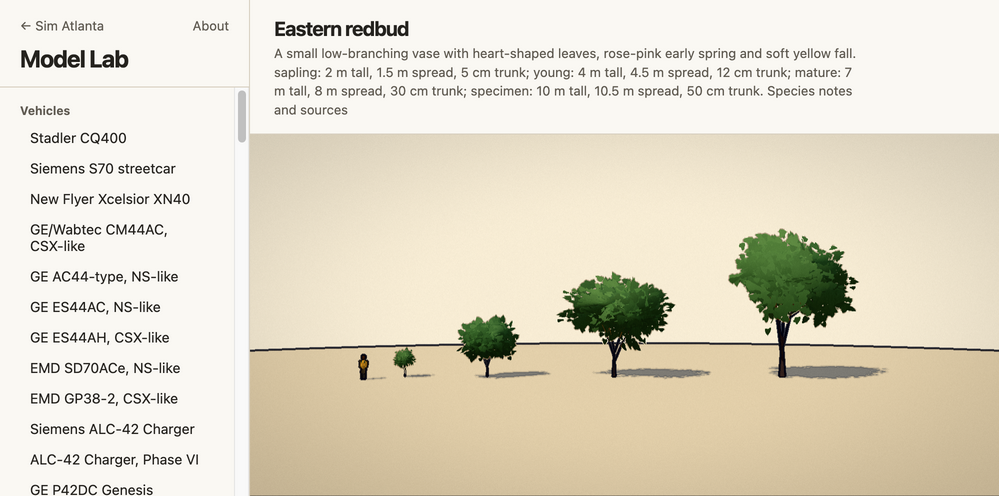 ← Sim Atlanta
About
Model Lab
Vehicles
Stadler CQ400
Siemens S70 streetcar
New Flyer Xcelsior XN40
GE/Wabtec CM44AC,
CSX-like
GE AC44-type, NS-like
GE ES44AC, NS-like
GE ES44AH, CSX-like
EMD SD70ACe, NS-like
EMD GP38-2, CSX-like
Siemens ALC-42 Charger
ALC-42 Charger, Phase VI
GE P42DC Genesis
Eastern redbud
A small low-branching vase with heart-shaped leaves, rose-pink early spring and soft yellow fall.
sapling: 2 m tall, 1.5 m spread, 5 cm trunk; young: 4 m tall, 4.5 m spread, 12 cm trunk; mature: 7
m tall, 8 m spread, 30 cm trunk; specimen: 10 m tall, 10.5 m spread, 50 cm trunk. Species notes
and sources